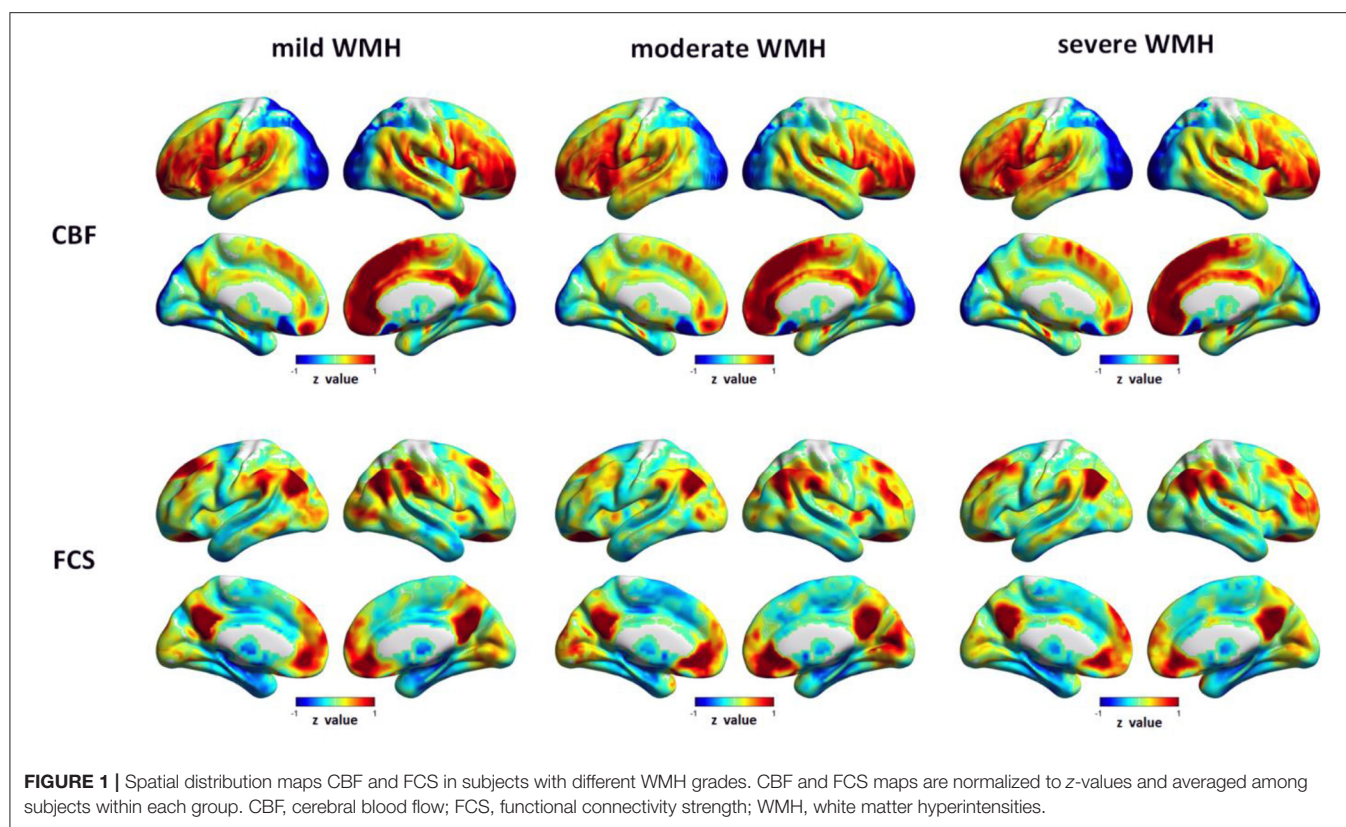 mild WMH moderate WMH severe WMH
CBF
-1 1 -1 1 -1 1
z value z value z value
FCS
-1 1 -1 1 -1 1
z value z value z value
FIGURE 1 | Spatial distribution maps CBF and FCS in subjects with different WMH grades. CBF and FCS maps are normalized to z-values and averaged among
subjects within each group. CBF, cerebral blood flow; FCS, functional connectivity strength; WMH, white matter hyperintensities.